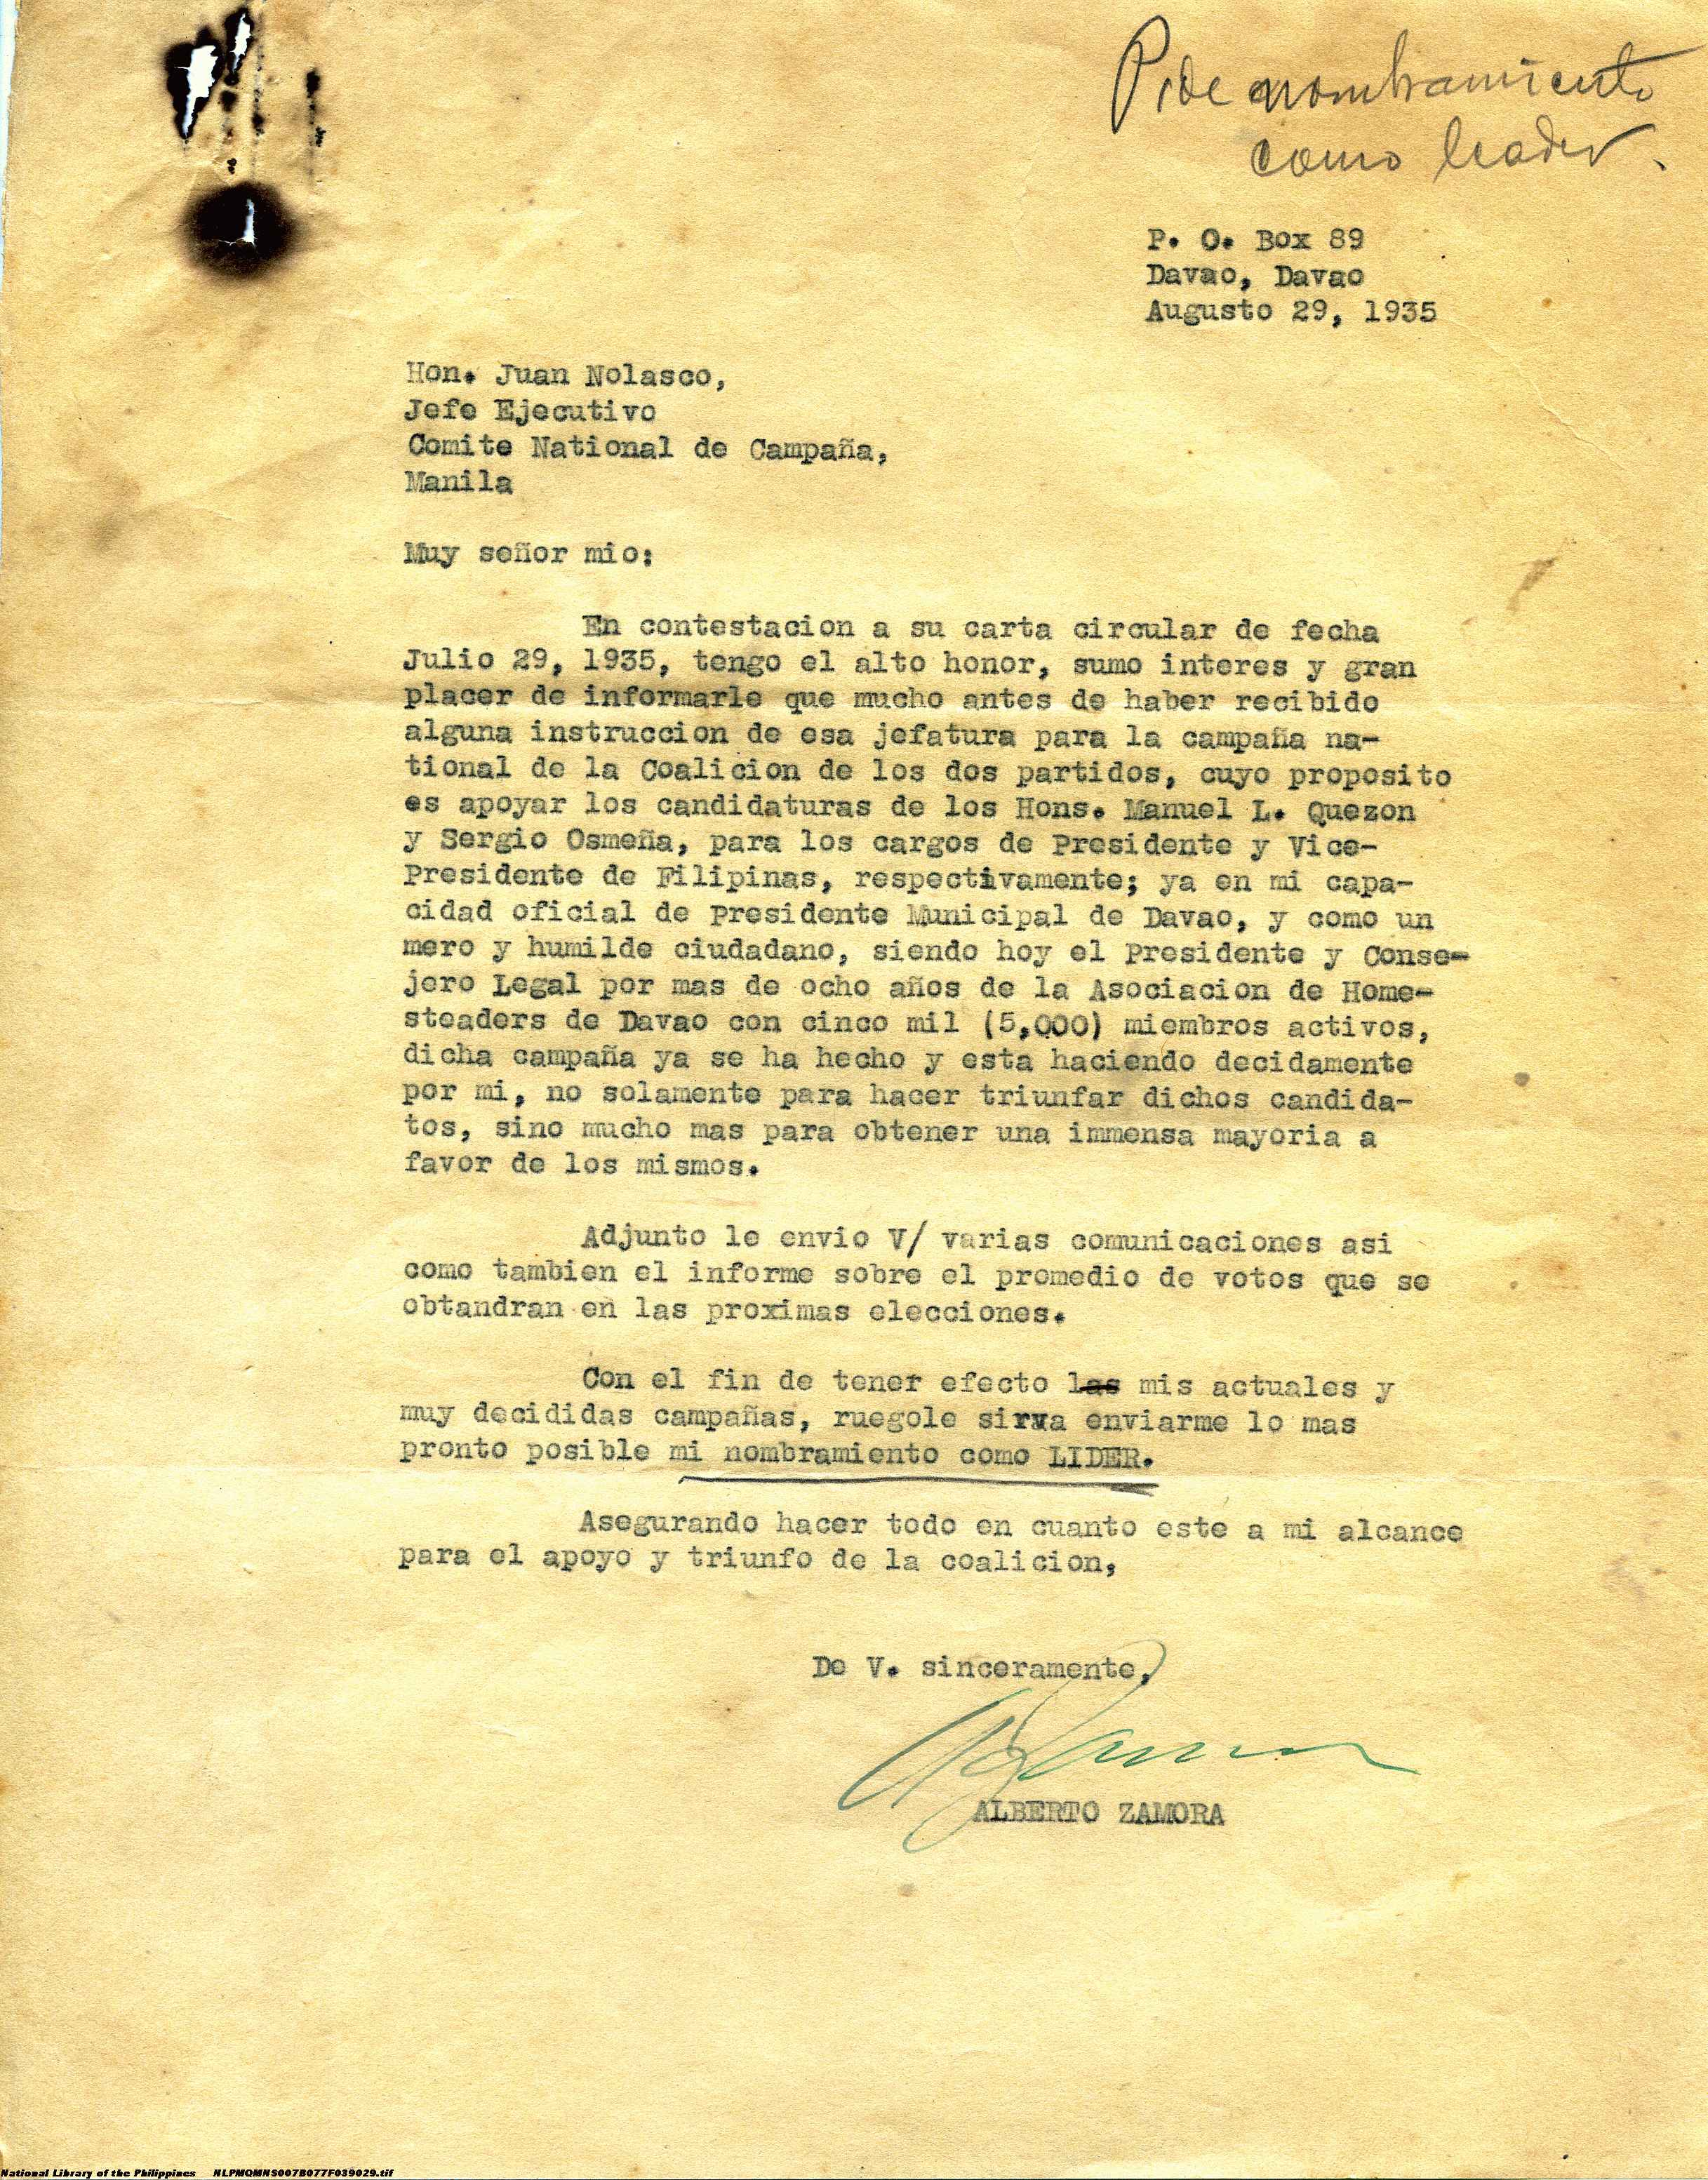 Pide nombramiento
como leader.
P. O. Box 89
Davao, Davao
Augusto 29, 1935
Hon. Juan Nolasco,
Jefe Ejecutivo
Comite National de Campaña,
Manila
Muy señor mio:
En contestacion a su carta circular de fecha
Julio 29, 1935, tengo el alto honor, sumo interes y gran
placer de informarle que mucho antes de haber recibido
alguna instruccion de esa jefatura para la campaña na-
tional de la Coalicion de los dos partidos, cuyo proposito
es apoyar los candidaturas de los Hons. Manuel L. Quezon
y Sergio Osmeña, para los cargos de Presidente y Vice-
Presidente de Filipinas, respectivamente; ya en mi capa-
cidad oficial de Presidente Municipal de Davao, y como un
mero y humilde ciudadano, siendo hoy el Presidente y Conse-
jero Legal por mas de ocho años de la Asociacion de Home-
steaders de Davao con cinco mil (5,000) miembros activos,
dicha campaña ya se ha hecho y esta haciendo decidamente
por mi, no solamente para hacer triunfar dichos candida-
tos, sino mucho mas para obtener una immensa mayoria a
favor de los mismos.
Adjunto le envio V/ varias comunicaciones asi
como tambien el informe sobre el promedio de votos que se
obtandran en las proximas elecciones.
Con el fin de tener efecto las mis actuales y
muy decididas campañas, ruegole sirva enviarme lo mas
pronto posible mi nombramiento como LIDER.
Asegurando hacer todo en cuanto este a mi alcance
para el apoyo y triunfo de la coalicion,
De V. sinceramente,
ALBERTO ZAMORA
National Library of the Philippines NLPMQMNS007B077F039029.tif